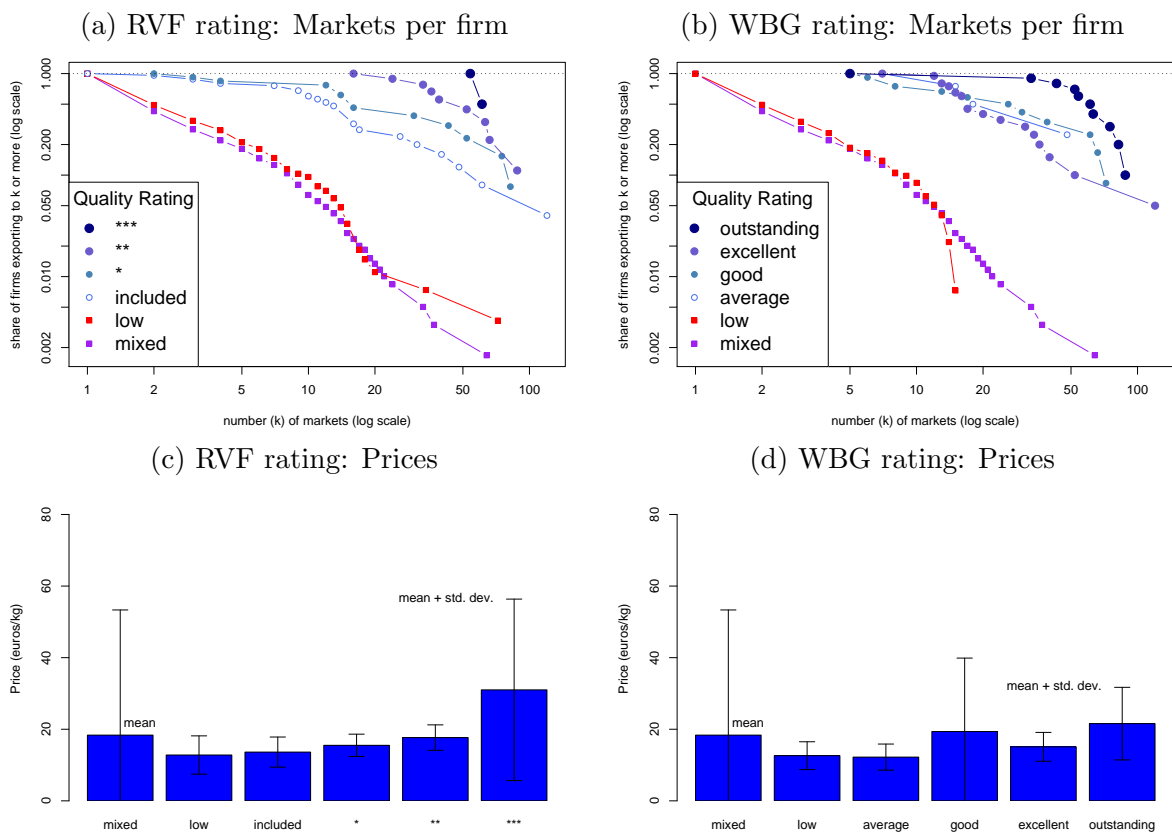 (a) RVF rating: Markets per firm
share of firms exporting to k or more (log scale)
1.000
0.200
0.050
0.010
0.002
Quality Rating
***
**
*
included
low
mixed
1 2 5 10 20 50 100
number (k) of markets (log scale)
(b) WBG rating: Markets per firm
share of firms exporting to k or more (log scale)
1.000
0.200
0.050
0.010
0.002
Quality Rating
outstanding
excellent
good
average
low
mixed
1 2 5 10 20 50 100
number (k) of markets (log scale)
(c) RVF rating: Prices
Price (euros/kg)
80
60
40
20
0
mean + std. dev.
mean
mixed low included * ** ***
(d) WBG rating: Prices
Price (euros/kg)
80
60
40
20
0
mean + std. dev.
mean
mixed low average good excellent outstanding